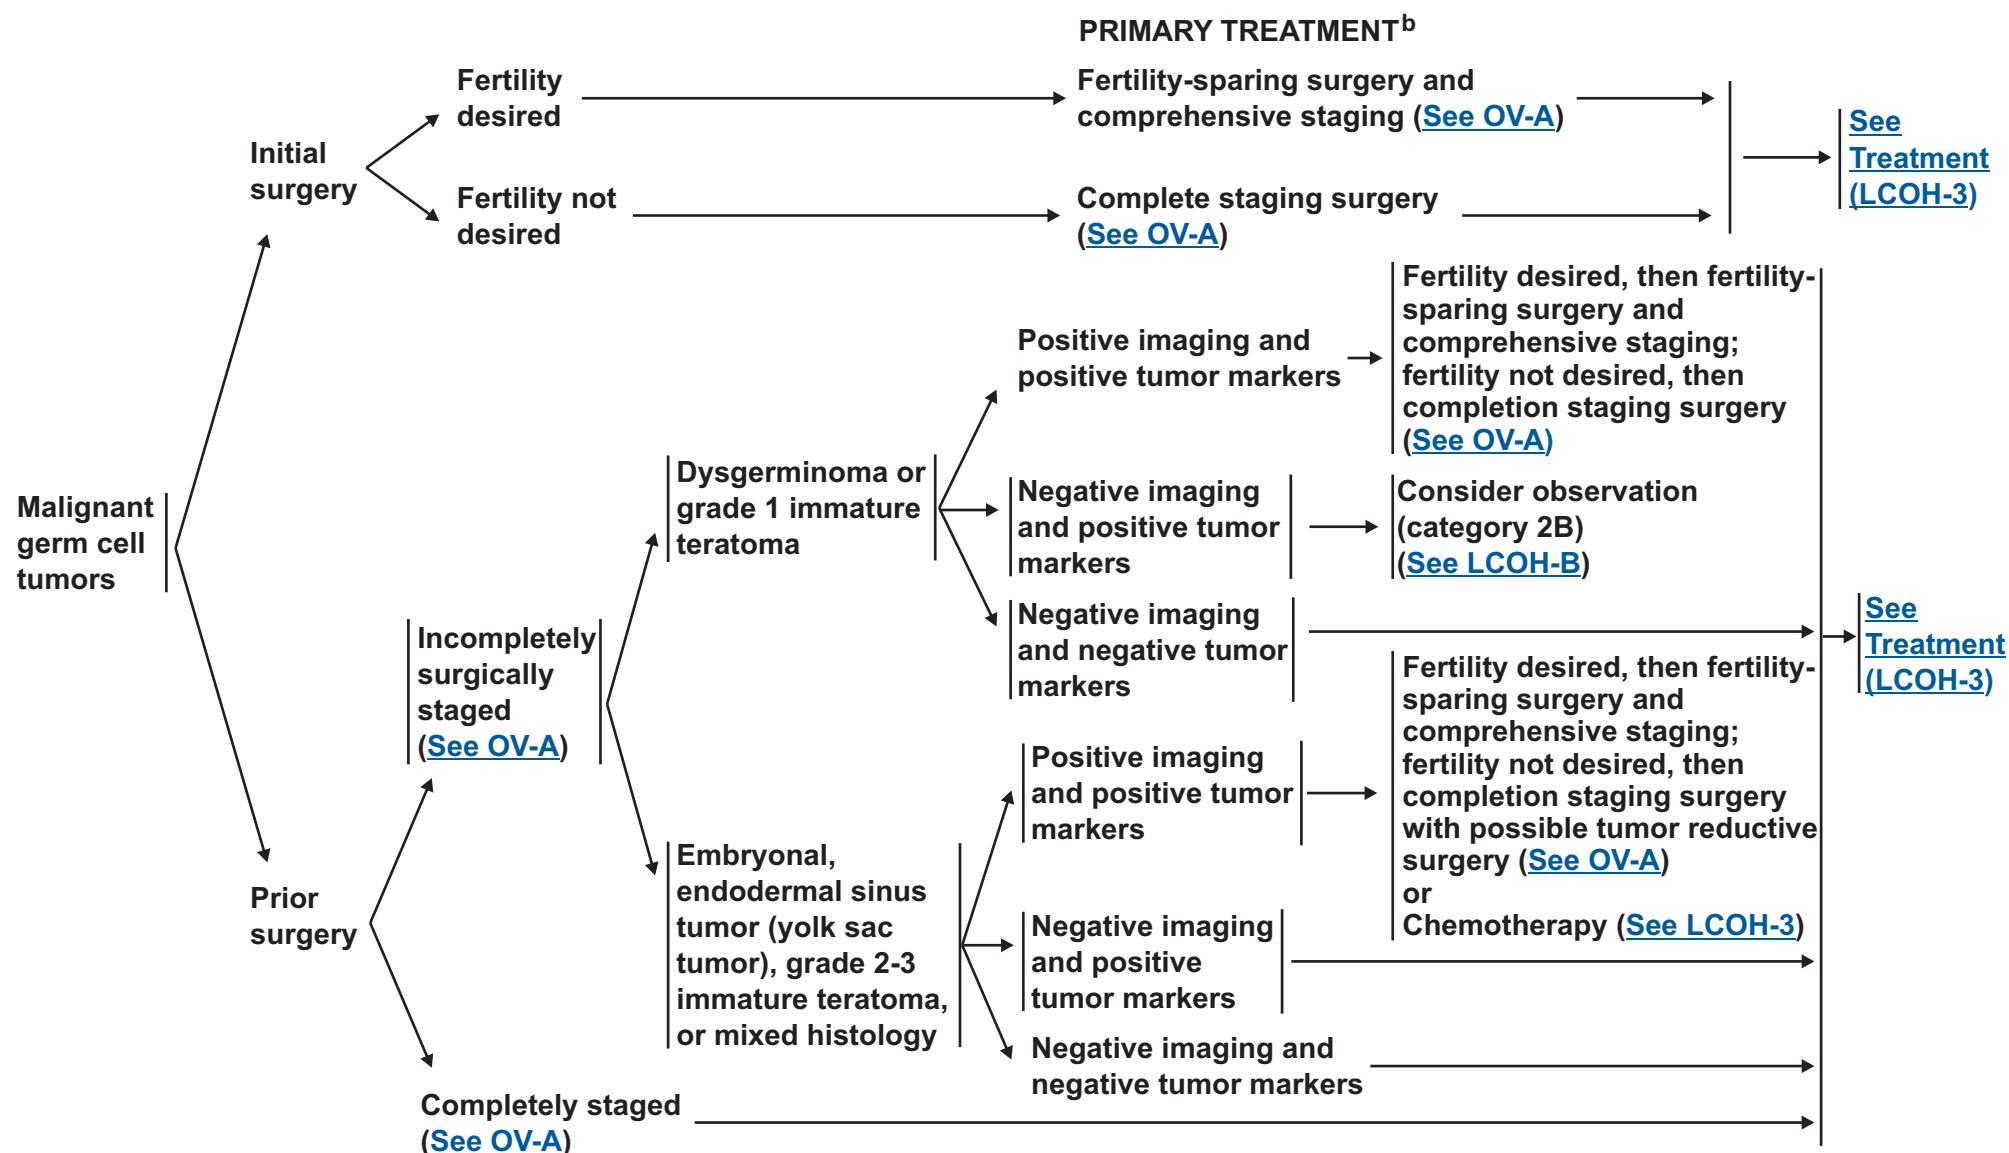 PRIMARY TREATMENTb
Fertility
desired
Fertility-sparing surgery and
comprehensive staging (See OV-A)
Initial
surgery
Fertility not
desired
Complete staging surgery
(See OV-A)
See
Treatment
(LCOH-3)
Malignant
germ cell
tumors
Prior
surgery
Incompletely
surgically
staged
(See OV-A)
Dysgerminoma or
grade 1 immature
teratoma
Positive imaging and
positive tumor markers
Fertility desired, then fertility-
sparing surgery and
comprehensive staging;
fertility not desired, then
completion staging surgery
(See OV-A)
Negative imaging
and positive tumor
markers
Consider observation
(category 2B)
(See LCOH-B)
Negative imaging
and negative tumor
markers
Embryonal,
endodermal sinus
tumor (yolk sac
tumor), grade 2-3
immature teratoma,
or mixed histology
Positive imaging
and positive tumor
markers
Fertility desired, then fertility-
sparing surgery and
comprehensive staging;
fertility not desired, then
completion staging surgery
with possible tumor reductive
surgery (See OV-A)
or
Chemotherapy (See LCOH-3)
Negative imaging
and positive
tumor markers
Negative imaging and
negative tumor markers
Completely staged
(See OV-A)
See
Treatment
(LCOH-3)